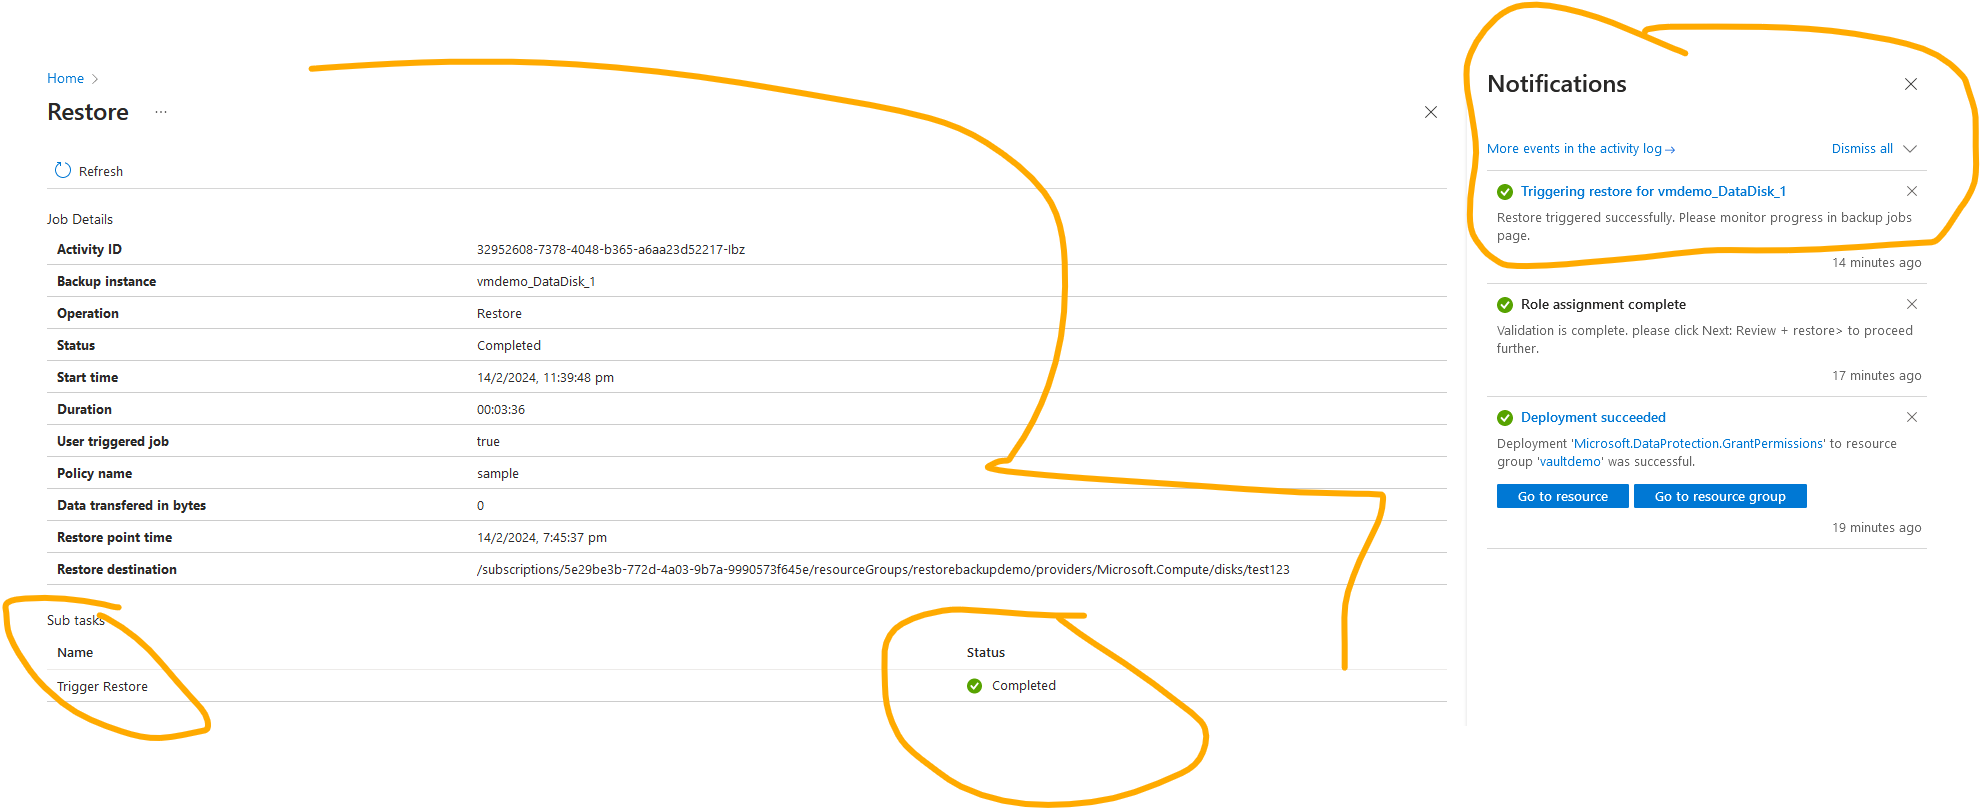 Home
Restore ...
Refresh
Job Details
Activity ID 32952608-7378-4048-b365-a6aa23d52217-Ibz
Backup instance vmdemo_DataDisk_1
Operation Restore
Status Completed
Start time 14/2/2024, 11:39:48 pm
Duration 00:03:36
User triggered job true
Policy name sample
Data transfered in bytes 0
Restore point time 14/2/2024, 7:45:37 pm
Restore destination /subscriptions/5e29be3b-772d-4a03-9b7a-9990573f645e/resourceGroups/restorebackupdemo/providers/Microsoft.Compute/disks/test123
Sub tasks
Name Status
Trigger Restore Completed
Notifications
More events in the activity log → Dismiss all
Triggering restore for vmdemo_DataDisk_1
Restore triggered successfully. Please monitor progress in backup jobs
page.
14 minutes ago
Role assignment complete
Validation is complete. please click Next: Review + restore> to proceed
further.
17 minutes ago
Deployment succeeded
Deployment 'Microsoft.DataProtection.GrantPermissions' to resource
group 'vaultdemo' was successful.
Go to resource Go to resource group
19 minutes ago